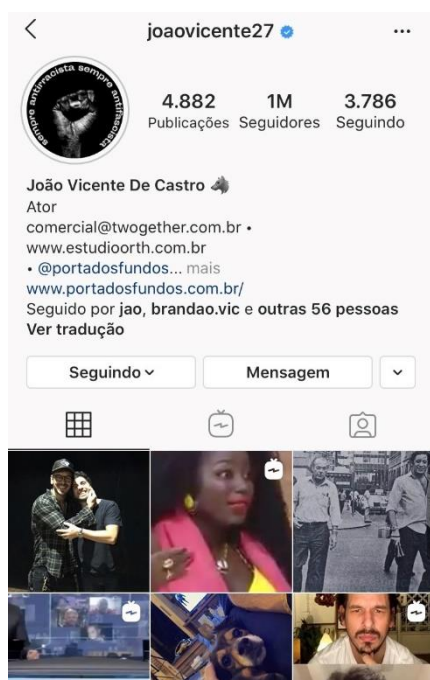 joaovicente27
sempre antirracista sempre antifascista
4.882 1M 3.786
Publicações Seguidores Seguindo
João Vicente De Castro
Ator
comercial@twogether.com.br •
www.estudioorth.com.br
• @portadosfundos... mais
www.portadosfundos.com.br/
Seguido por jao, brandao.vic e outras 56 pessoas
Ver tradução
Seguindo Mensagem